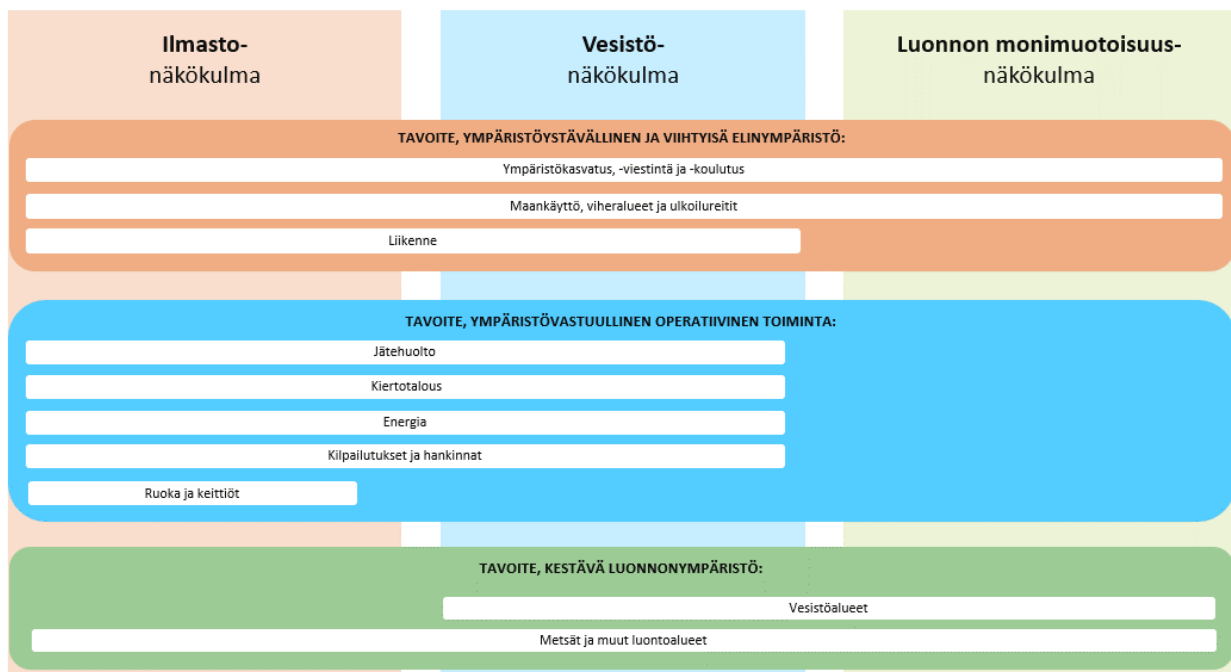 Ilmasto-
näkökulma
Vesistö-
näkökulma
Luonnon monimuotoisuus-
näkökulma
TAVOITE, YMPÄRISTÖYSTÄVÄLLINEN JA VIIHTYISÄ ELINYMPÄRISTÖ:
Ympäristökasvatus, -viestintä ja -koulutus
Maankäyttö, viheralueet ja ulkoilureitit
Liikenne
TAVOITE, YMPÄRISTÖVASTUULLINEN OPERATIIVINEN TOIMINTA:
Jätehuolto
Kiertotalous
Energia
Kilpailutukset ja hankinnat
Ruoka ja keittiöt
TAVOITE, KESTÄVÄ LUONNONYMPÄRISTÖ:
Vesistöalueet
Metsät ja muut luontoalueet